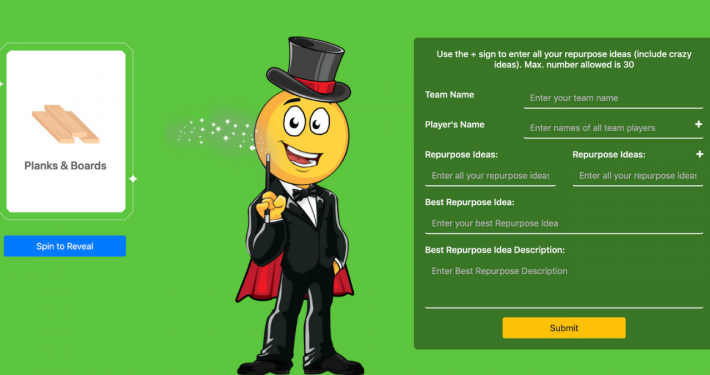 Planks & Boards
Spin to Reveal
Use the + sign to enter all your repurpose ideas (include crazy
ideas). Max. number allowed is 30
Team Name
Enter your team name
Player's Name
Enter names of all team players
+
Repurpose Ideas:
Repurpose Ideas:
+
Enter all your repurpose ideas
Enter all your repurpose ideas
Best Repurpose Idea:
Enter your best Repurpose Idea
Best Repurpose Idea Description:
Enter Best Repurpose Description
Submit